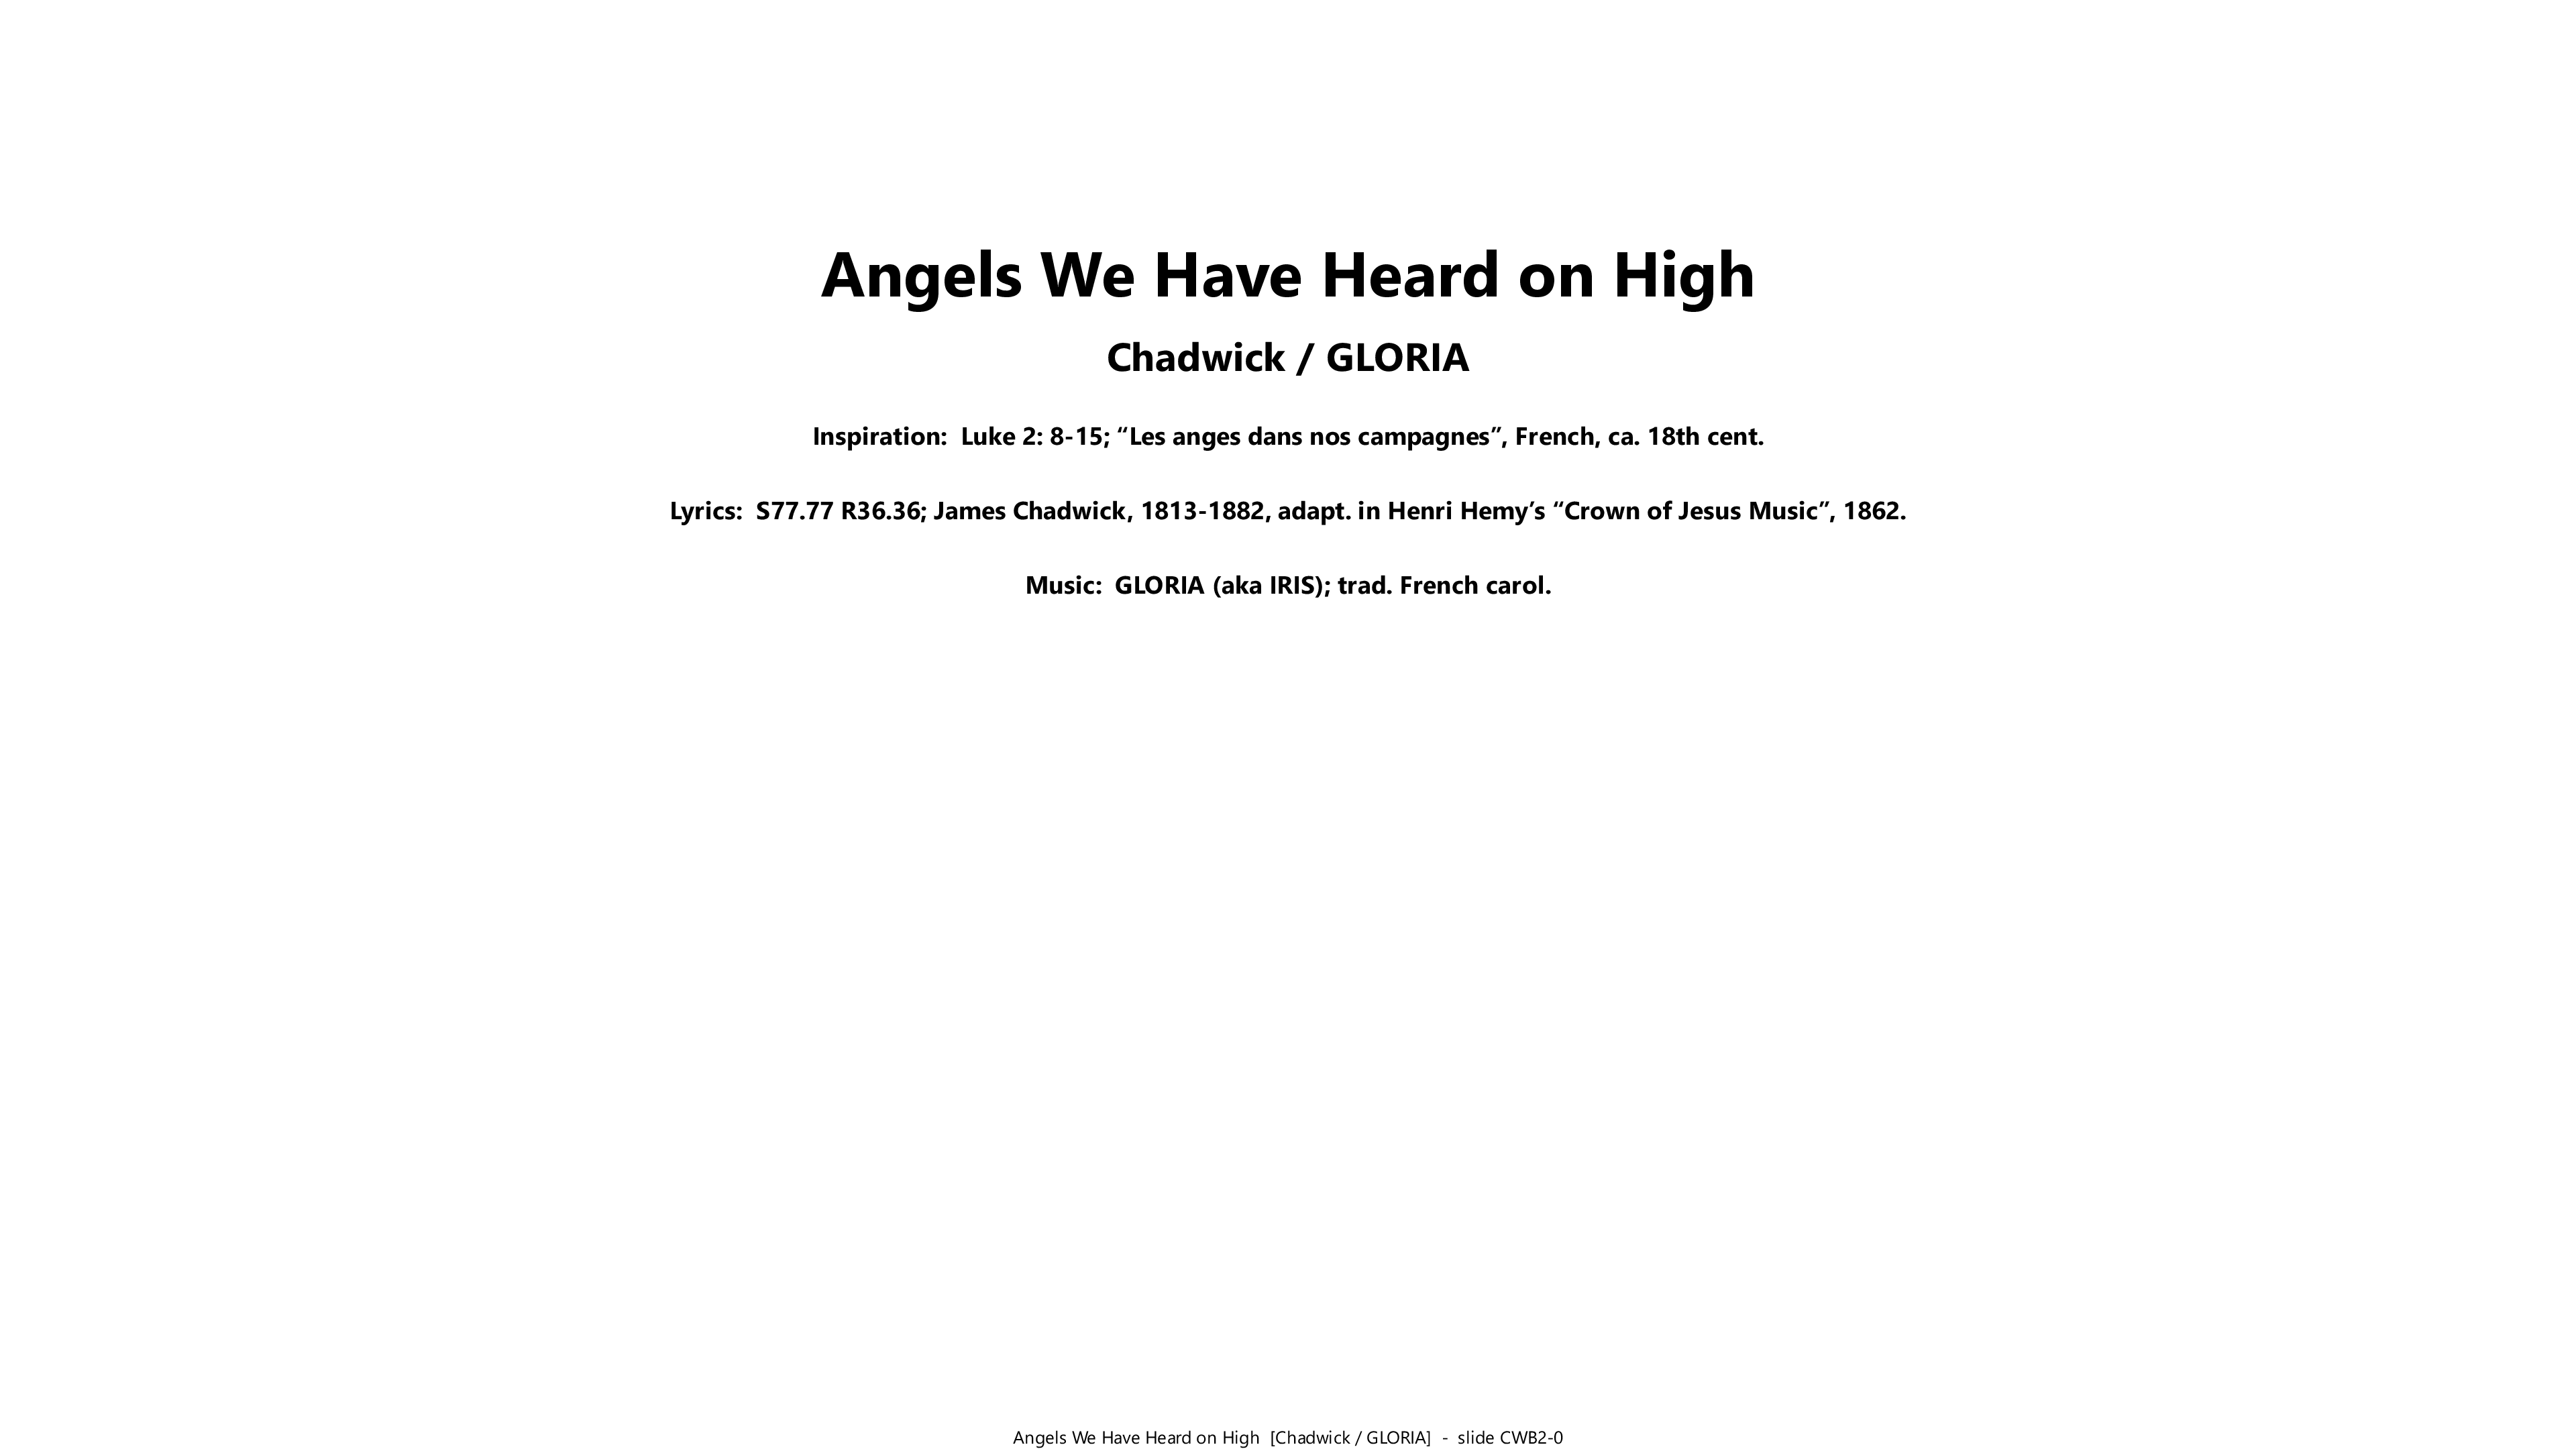 Angels We Have Heard on High
Chadwick / GLORIA
Inspiration:  Luke 2: 8-15; “Les anges dans nos campagnes”, French, ca. 18th cent.
Lyrics:  S77.77 R36.36; James Chadwick, 1813-1882, adapt. in Henri Hemy’s “Crown of Jesus Music”, 1862.
Music:  GLORIA (aka IRIS); trad. French carol.
Angels We Have Heard on High  [Chadwick / GLORIA]  -  slide CWB2-0